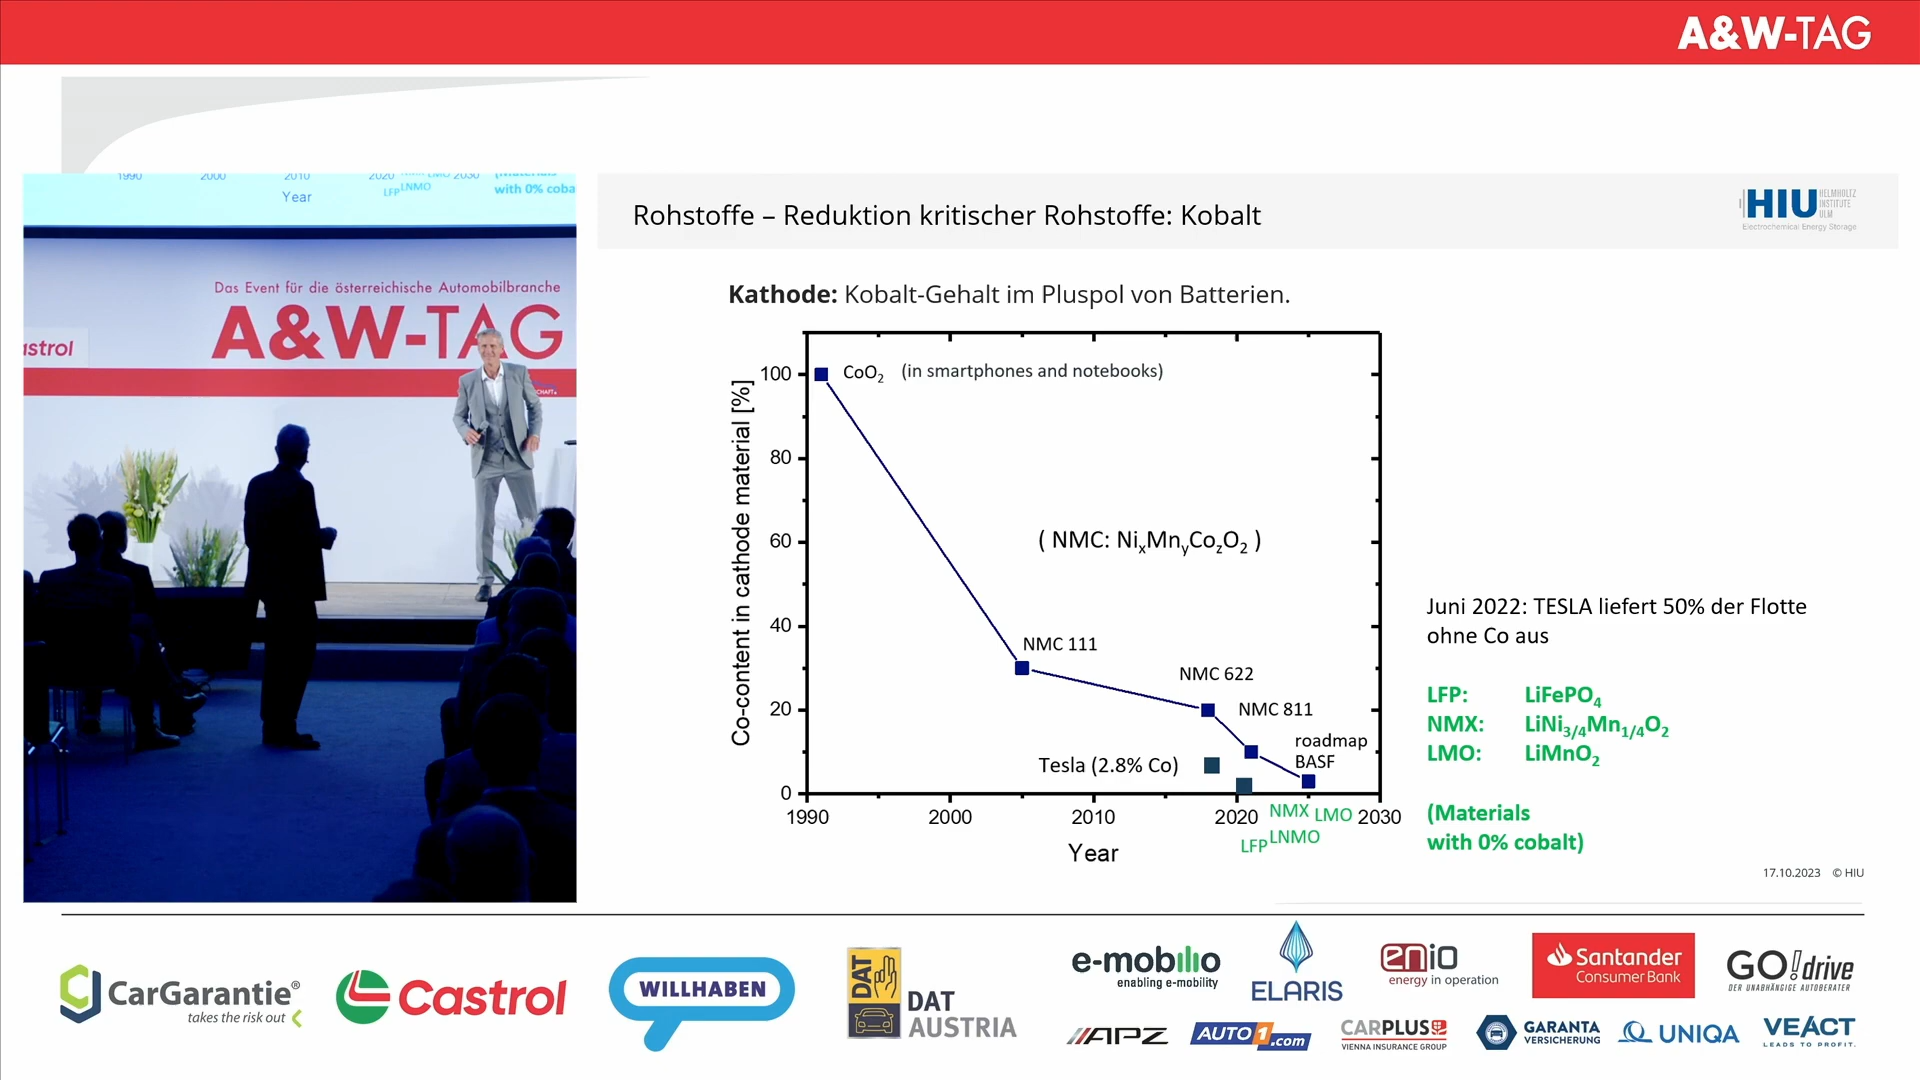 A&W-TAG
1990 2000 2010 2020 LMO 2030
with 0% coba
LFP LNMO
Year
Das Event für die österreichische Automobilbranche
A&W-TAG
astrol
Rohstoffe – Reduktion kritischer Rohstoffe: Kobalt
HIU HELMHOLTZ INSTITUTE ULM
Electrochemical Energy Storage
Kathode: Kobalt-Gehalt im Pluspol von Batterien.
Co-content in cathode material [%]
100
80
60
40
20
0
CoO₂ (in smartphones and notebooks)
( NMC: NiₓMnᵧCo_zO₂ )
NMC 111
NMC 622
NMC 811
roadmap
BASF
Tesla (2.8% Co)
1990 2000 2010 2020 2030
NMX LMO
LFP LNMO
Year
Juni 2022: TESLA liefert 50% der Flotte
ohne Co aus
LFP: LiFePO₄
NMX: LiNi₃/₄Mn₁/₄O₂
LMO: LiMnO₂
(Materials
with 0% cobalt)
17.10.2023 © HIU
CarGarantie®
takes the risk out
Castrol
WILLHABEN
DAT
DAT
AUSTRIA
e-mobilio
enabling e-mobility
ELARIS
eniO
energy in operation
Santander
Consumer Bank
GO!drive
DER UNABHÄNGIGE AUTOBERATER
APZ
AUTO1.com
CARPLUS
VIENNA INSURANCE GROUP
GARANTA
VERSICHERUNG
UNIQA
VEACT
LEADS TO PROFIT.